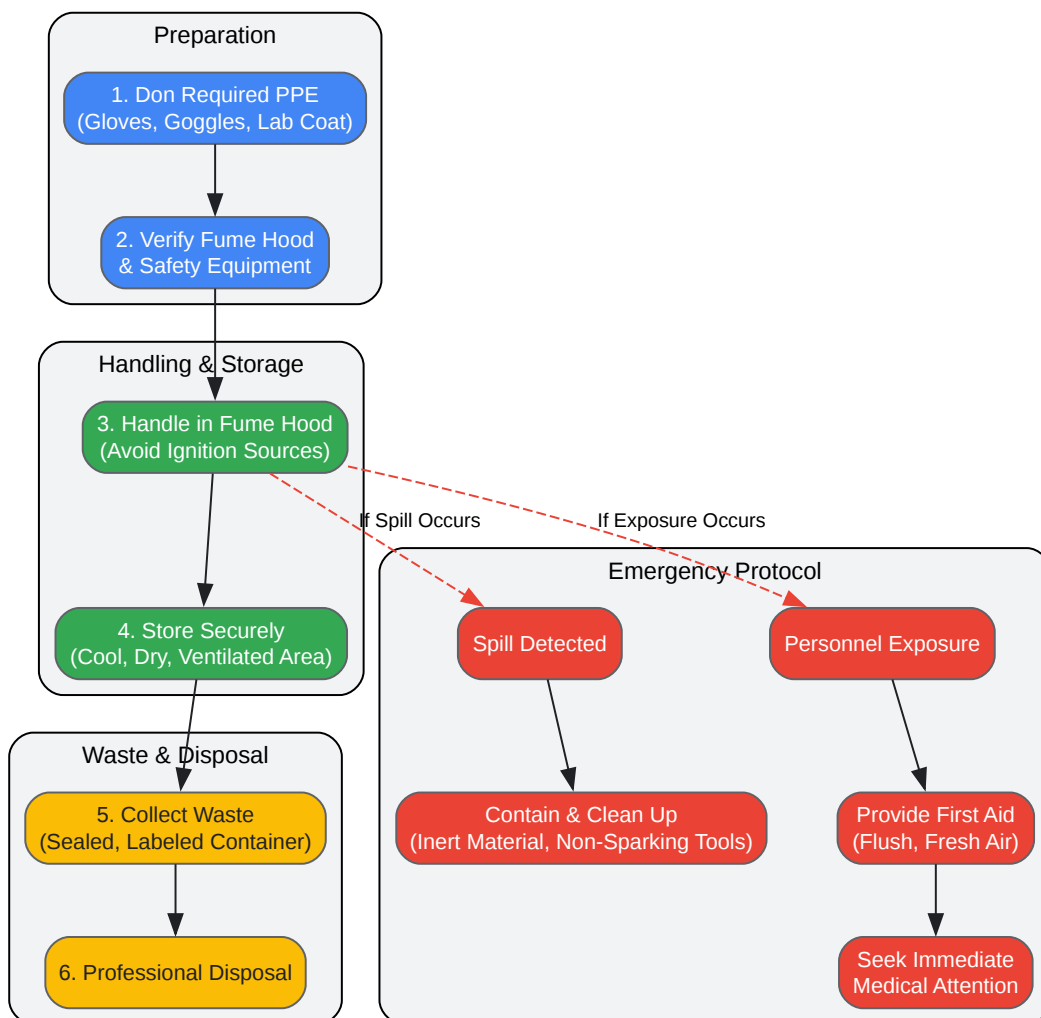 Preparation
1. Don Required PPE
(Gloves, Goggles, Lab Coat)
2. Verify Fume Hood
& Safety Equipment
Handling & Storage
3. Handle in Fume Hood
(Avoid Ignition Sources)
If Spill Occurs
If Exposure Occurs
4. Store Securely
(Cool, Dry, Ventilated Area)
Emergency Protocol
Spill Detected
Personnel Exposure
Waste & Disposal
5. Collect Waste
(Sealed, Labeled Container)
6. Professional Disposal
Contain & Clean Up
(Inert Material, Non-Sparking Tools)
Provide First Aid
(Flush, Fresh Air)
Seek Immediate
Medical Attention